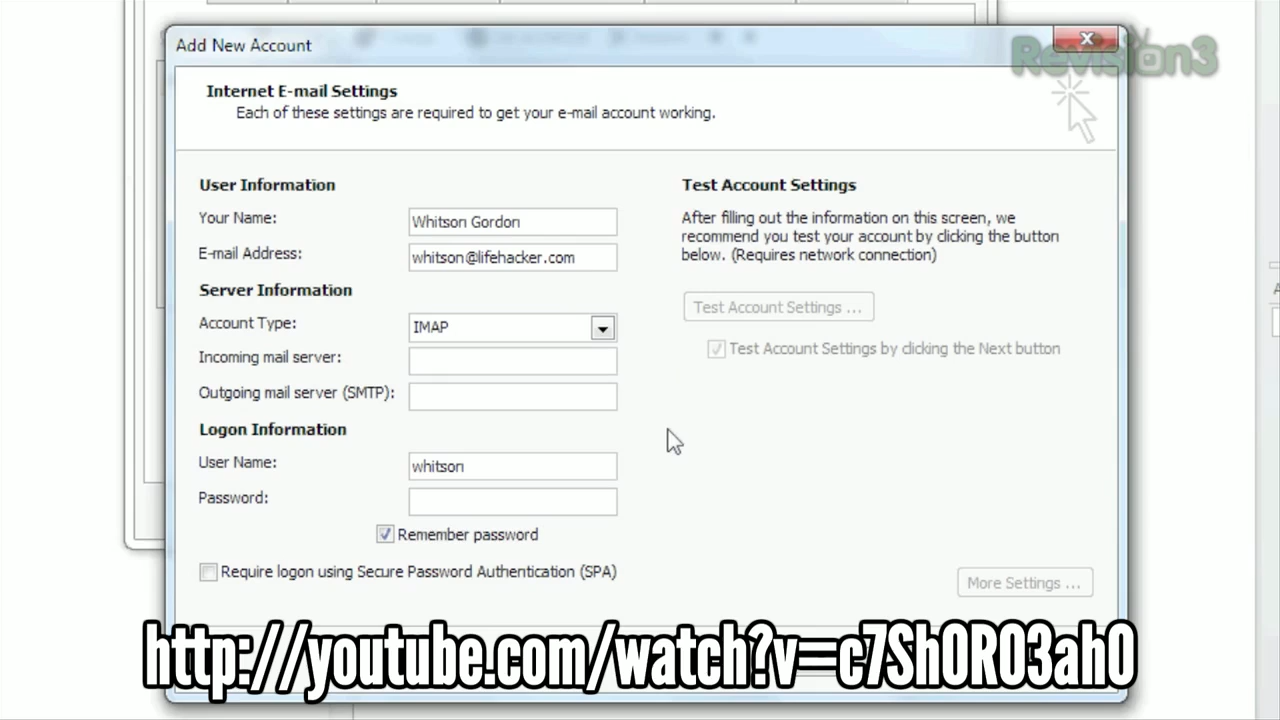 Add New Account
Revision3
Internet E-mail Settings
Each of these settings are required to get your e-mail account working.
User Information
Your Name: Whitson Gordon
E-mail Address: whitson@lifehacker.com
Server Information
Account Type: IMAP
Incoming mail server:
Outgoing mail server (SMTP):
Logon Information
User Name: whitson
Password:
Remember password
Require logon using Secure Password Authentication (SPA)
Test Account Settings
After filling out the information on this screen, we
recommend you test your account by clicking the button
below. (Requires network connection)
Test Account Settings ...
Test Account Settings by clicking the Next button
More Settings ...
http:///youtube.com/watch?v=c7Sh0RO3ah0